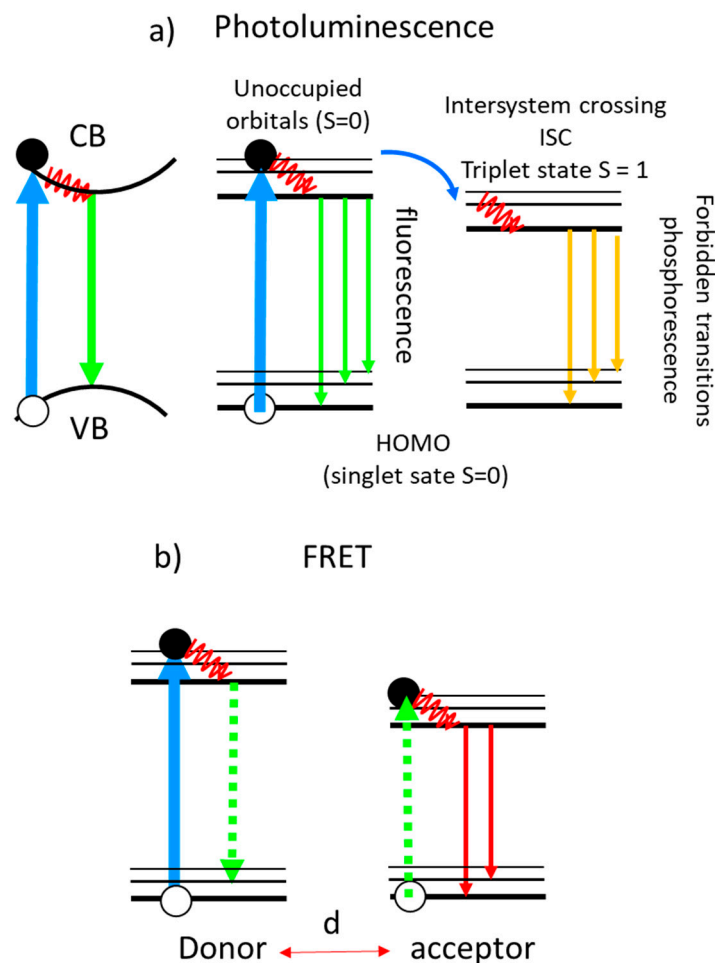 a) Photoluminescence
CB
VB
Unoccupied
orbitals (S=0)
fluorescence
HOMO
(singlet sate S=0)
Intersystem crossing
ISC
Triplet state S = 1
Forbidden transitions
phosphorescence
b) FRET
d
Donor
acceptor